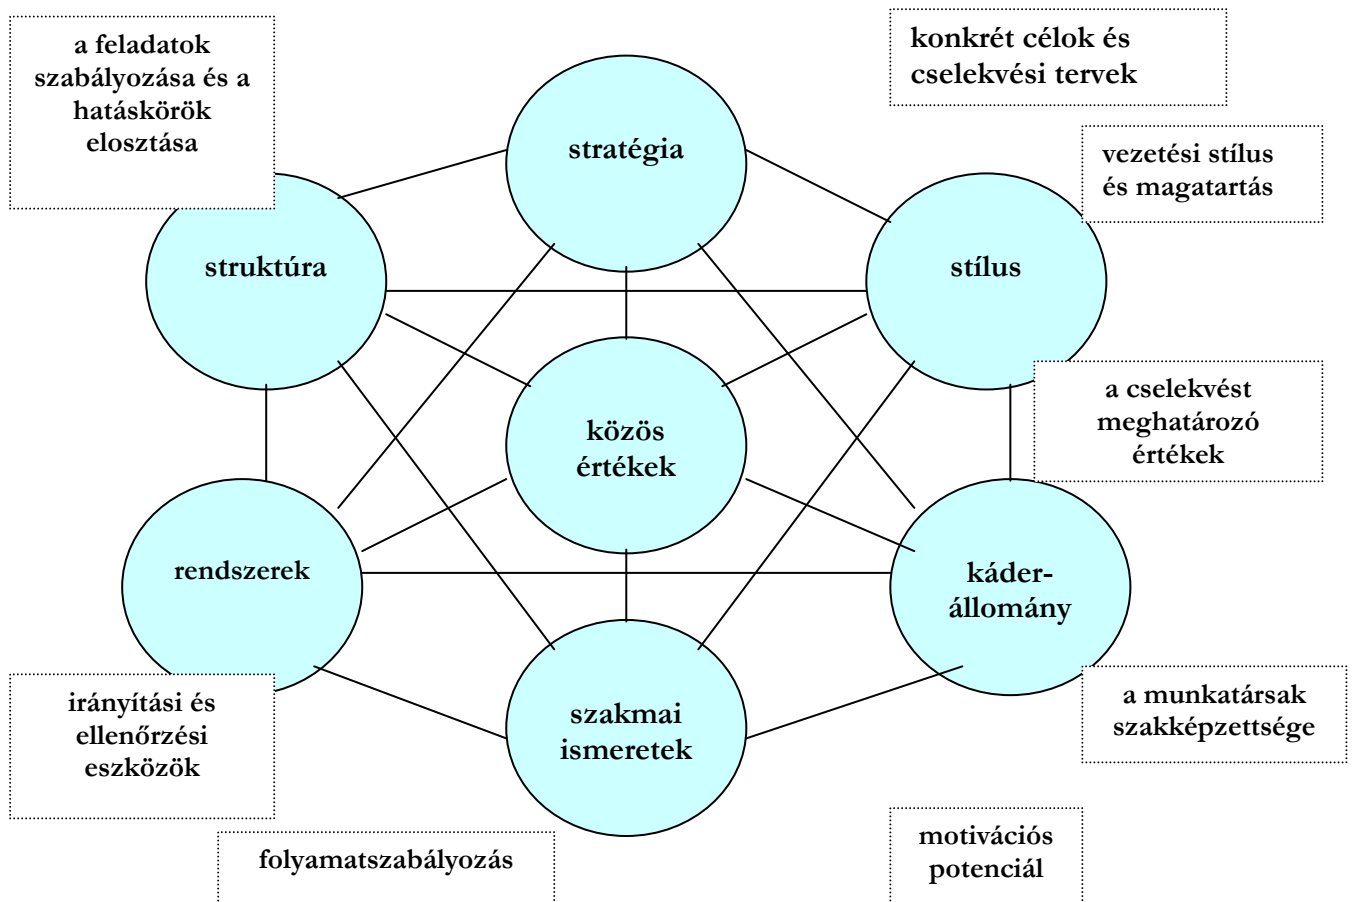 a feladatok
szabályozása és a
hatáskörök
elosztása
konkrét célok és
cselekvési tervek
stratégia
vezetési stílus
és magatartás
struktúra
stílus
a cselekvést
meghatározó
értékek
közös
értékek
rendszerek
káder-
állomány
irányítási és
ellenőrzési
eszközök
szakmai
ismeretek
a munkatársak
szakképzettsége
folyamatszabályozás
motivációs
potenciál